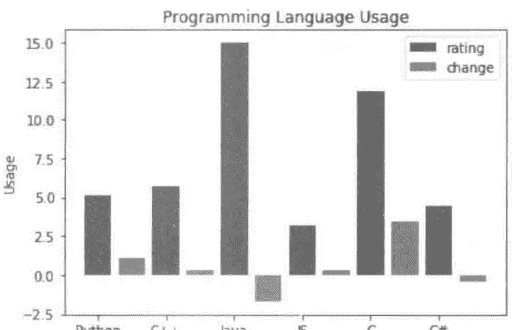 Programming Language Usage
15.0
rating
change
12.5
10.0
7.5
Usage
5.0
2.5
0.0
−2.5
Python C++ Java JS C C#